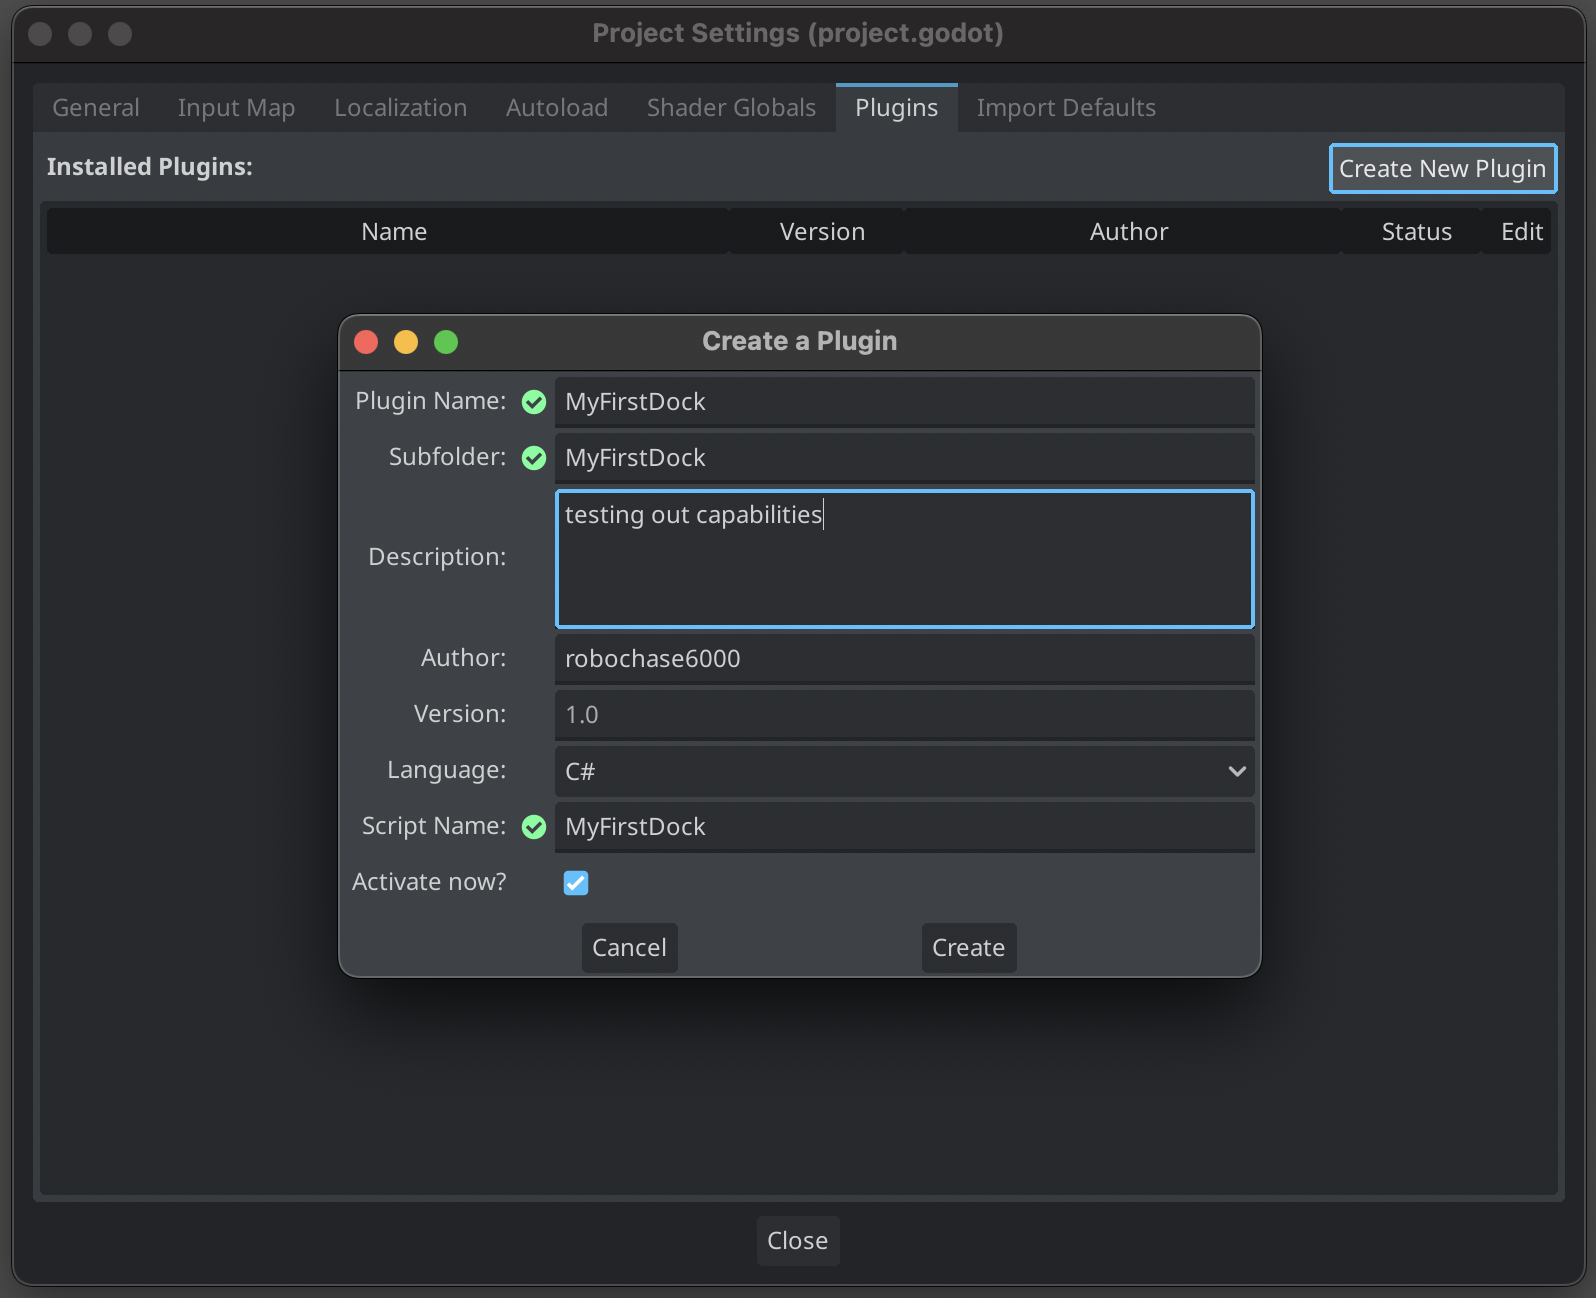 Project Settings (project.godot)
General Input Map Localization Autoload Shader Globals Plugins Import Defaults
Installed Plugins: Create New Plugin
Name Version Author Status Edit
Create a Plugin
Plugin Name: MyFirstDock
Subfolder: MyFirstDock
testing out capabilities
Description:
Author: robochase6000
Version: 1.0
Language: C#
Script Name: MyFirstDock
Activate now?
Cancel Create
Close